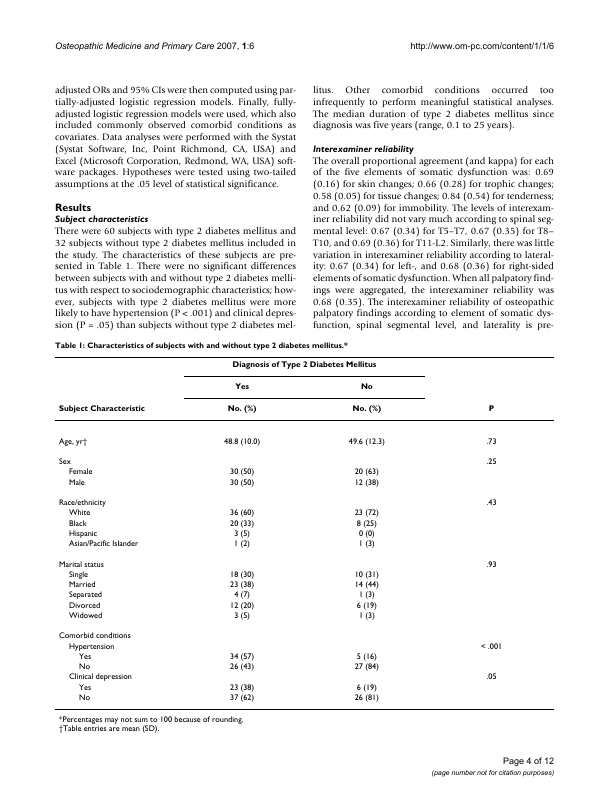 Osteopathic Medicine and Primary Care 2007, 1:6
http://www.om-pc.com/content/1/1/6
adjusted ORs and 95% CIs were then computed using par-
tially-adjusted logistic regression models. Finally, fully-
adjusted logistic regression models were used, which also
included commonly observed comorbid conditions as
covariates. Data analyses were performed with the Systat
(Systat Software, Inc, Point Richmond, CA, USA) and
Excel (Microsoft Corporation, Redmond, WA, USA) soft-
ware packages. Hypotheses were tested using two-tailed
assumptions at the .05 level of statistical significance.
Results
Subject characteristics
There were 60 subjects with type 2 diabetes mellitus and
32 subjects without type 2 diabetes mellitus included in
the study. The characteristics of these subjects are pre-
sented in Table 1. There were no significant differences
between subjects with and without type 2 diabetes melli-
tus with respect to sociodemographic characteristics; how-
ever, subjects with type 2 diabetes mellitus were more
likely to have hypertension (P < .001) and clinical depres-
sion (P = .05) than subjects without type 2 diabetes mel-
litus. Other comorbid conditions occurred too
infrequently to perform meaningful statistical analyses.
The median duration of type 2 diabetes mellitus since
diagnosis was five years (range, 0.1 to 25 years).
Interexaminer reliability
The overall proportional agreement (and kappa) for each
of the five elements of somatic dysfunction was: 0.69
(0.16) for skin changes; 0.66 (0.28) for trophic changes;
0.58 (0.05) for tissue changes; 0.84 (0.54) for tenderness;
and 0.62 (0.09) for immobility. The levels of interexam-
iner reliability did not vary much according to spinal seg-
mental level: 0.67 (0.34) for T5–T7, 0.67 (0.35) for T8–
T10, and 0.69 (0.36) for T11-L2. Similarly, there was little
variation in interexaminer reliability according to lateral-
ity: 0.67 (0.34) for left-, and 0.68 (0.36) for right-sided
elements of somatic dysfunction. When all palpatory find-
ings were aggregated, the interexaminer reliability was
0.68 (0.35). The interexaminer reliability of osteopathic
palpatory findings according to element of somatic dys-
function, spinal segmental level, and laterality is pre-
Table 1: Characteristics of subjects with and without type 2 diabetes mellitus.*
Diagnosis of Type 2 Diabetes Mellitus
Yes No
Subject Characteristic No. (%) No. (%) P
Age, yr† 48.8 (10.0) 49.6 (12.3) .73
Sex .25
Female 30 (50) 20 (63)
Male 30 (50) 12 (38)
Race/ethnicity .43
White 36 (60) 23 (72)
Black 20 (33) 8 (25)
Hispanic 3 (5) 0 (0)
Asian/Pacific Islander 1 (2) 1 (3)
Marital status .93
Single 18 (30) 10 (31)
Married 23 (38) 14 (44)
Separated 4 (7) 1 (3)
Divorced 12 (20) 6 (19)
Widowed 3 (5) 1 (3)
Comorbid conditions
Hypertension < .001
Yes 34 (57) 5 (16)
No 26 (43) 27 (84)
Clinical depression .05
Yes 23 (38) 6 (19)
No 37 (62) 26 (81)
*Percentages may not sum to 100 because of rounding.
†Table entries are mean (SD).
Page 4 of 12
(page number not for citation purposes)